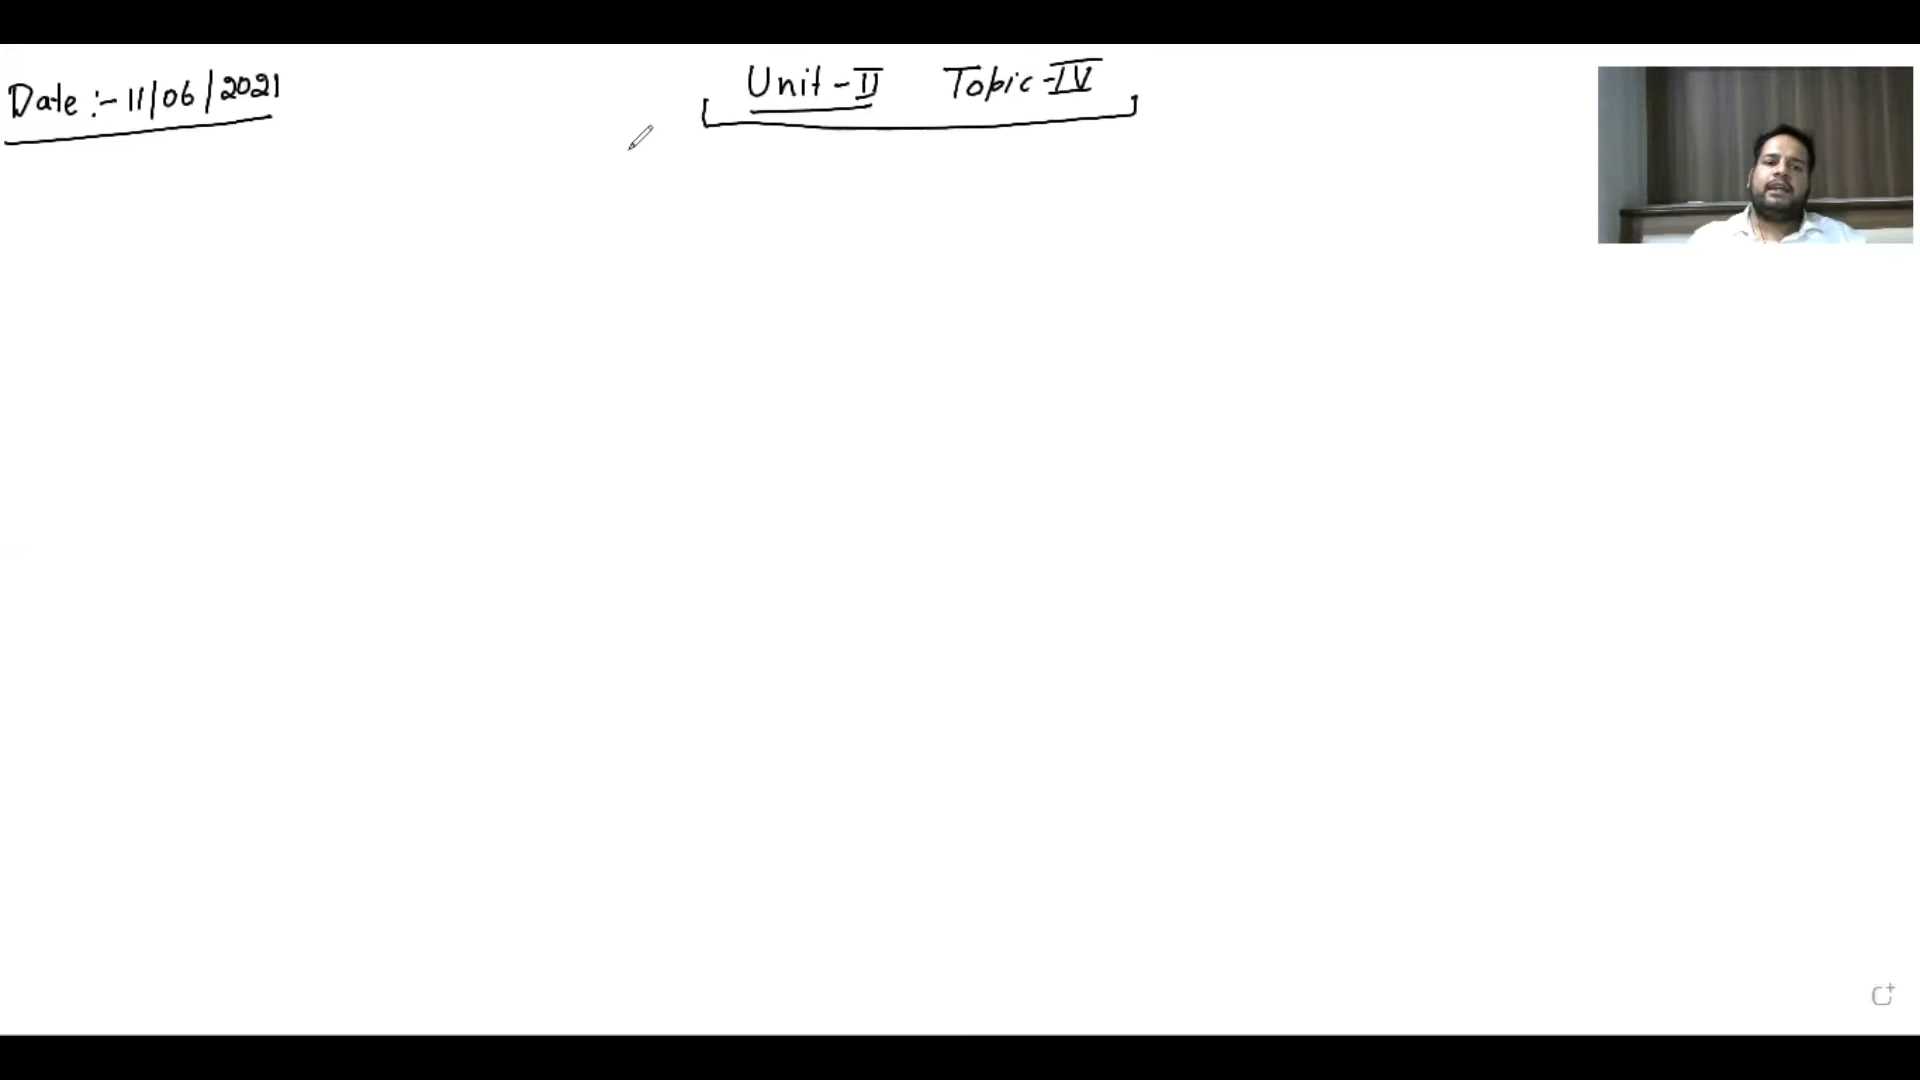 Date :- 11/06/2021
Unit - II Topic - IV